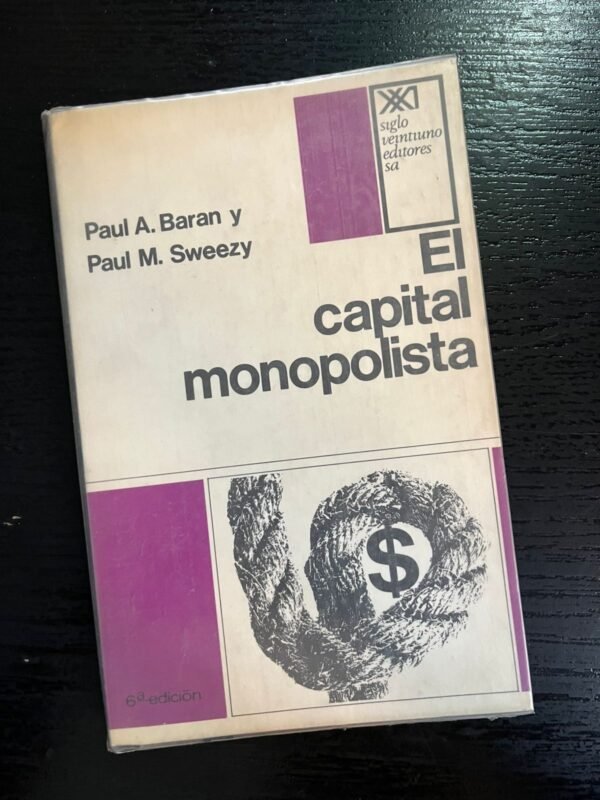 XXI
siglo
veintiuno
editores
sa
Paul A. Baran y
Paul M. Sweezy
El
capital
monopolista
$
6ª edición